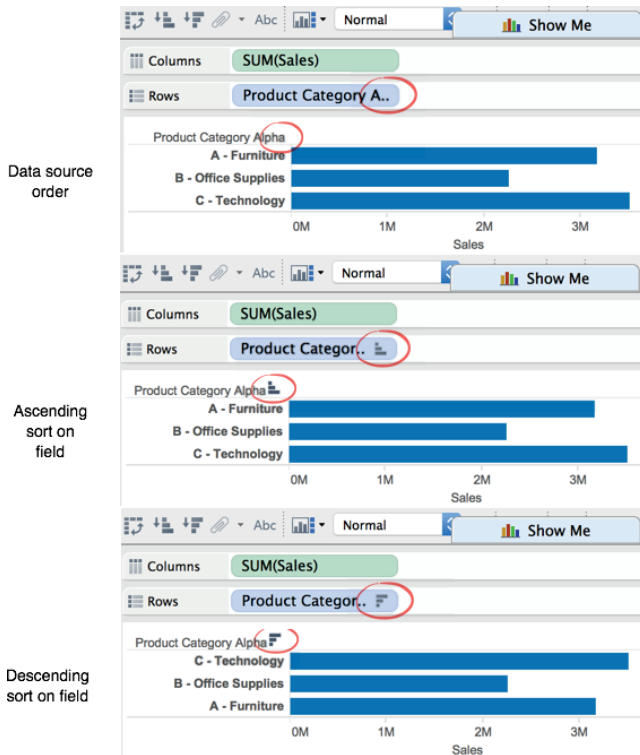 Abc
Normal
Show Me
Columns
SUM(Sales)
Rows
Product Category A..
Product Category Alpha
Data source
order
A - Furniture
B - Office Supplies
C - Technology
0M 1M 2M 3M
Sales
Abc
Normal
Show Me
Columns
SUM(Sales)
Rows
Product Categor..
Product Category Alpha
Ascending
sort on
field
A - Furniture
B - Office Supplies
C - Technology
0M 1M 2M 3M
Sales
Abc
Normal
Show Me
Columns
SUM(Sales)
Rows
Product Categor..
Product Category Alpha
Descending
sort on field
C - Technology
B - Office Supplies
A - Furniture
0M 1M 2M 3M
Sales